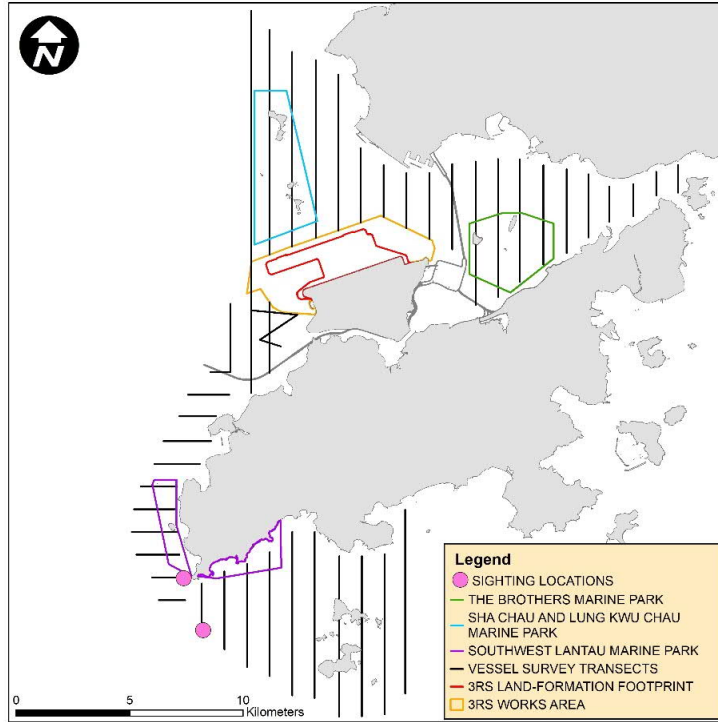 N
Legend
SIGHTING LOCATIONS
THE BROTHERS MARINE PARK
SHA CHAU AND LUNG KWU CHAU
MARINE PARK
SOUTHWEST LANTAU MARINE PARK
VESSEL SURVEY TRANSECTS
3RS LAND-FORMATION FOOTPRINT
3RS WORKS AREA
0 5 10
Kilometers